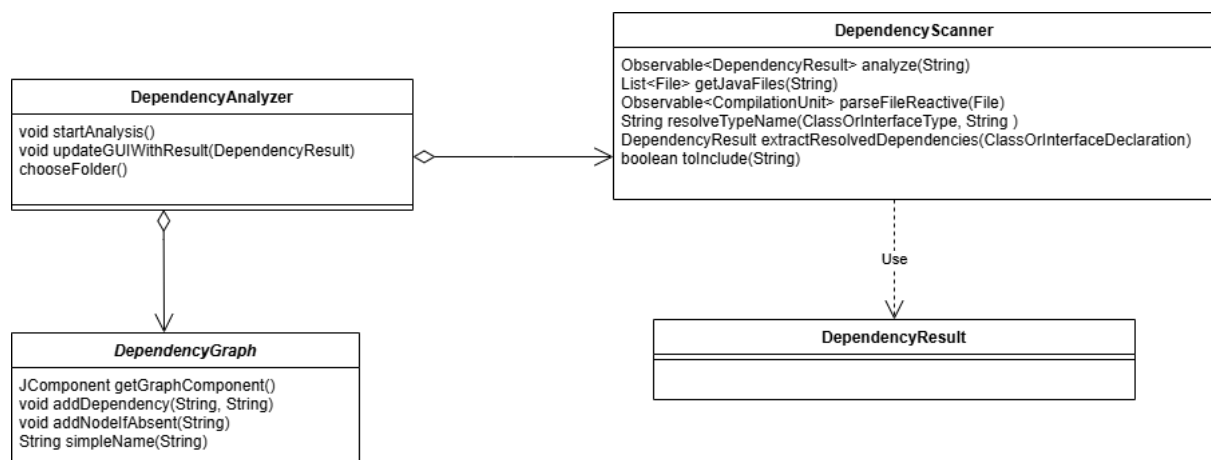 DependencyScanner
Observable<DependencyResult> analyze(String)
List<File> getJavaFiles(String)
Observable<CompilationUnit> parseFileReactive(File)
String resolveTypeName(ClassOrInterfaceType, String )
DependencyResult extractResolvedDependencies(ClassOrInterfaceDeclaration)
boolean toInclude(String)
DependencyAnalyzer
void startAnalysis()
void updateGUIWithResult(DependencyResult)
chooseFolder()
Use
DependencyGraph
JComponent getGraphComponent()
void addDependency(String, String)
void addNodeIfAbsent(String)
String simpleName(String)
DependencyResult